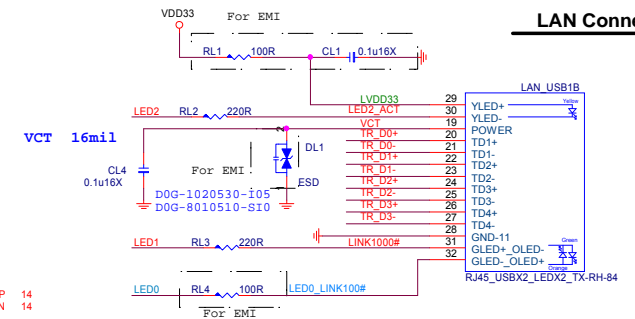 VDD33
For EMI
LAN Conne
RL1 100R CL1 0.1u16X
LAN_USB1B
LVDD33 29 YLED+ Yellow
LED2 RL2 220R LED2_ACT 30 YLED-
VCT 19 POWER
TR_D0+ 20 TD1+
TR_D0- 21 TD1-
TR_D1+ 22 TD2+
TR_D1- 23 TD2-
TR_D2+ 24 TD3+
TR_D2- 25 TD3-
TR_D3+ 26 TD4+
TR_D3- 27 TD4-
28 GND-11
LED1 RL3 220R LINK1000# 31 GLED+_OLED- Green
32 GLED-_OLED+ Orange
RJ45_USBX2_LEDX2_TX-RH-84
VCT 16mil
DL1
CL4
0.1u16X
For EMI
ESD
D0G-1020530-I05
D0G-8010510-SI0
LED0 RL4 100R LED0_LINK100#
For EMI
P 14
N 14